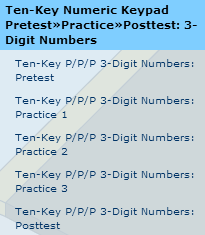 Ten-Key Numeric Keypad
Pretest»Practice»Posttest: 3-
Digit Numbers
Ten-Key P/P/P 3-Digit Numbers:
Pretest
Ten-Key P/P/P 3-Digit Numbers:
Practice 1
Ten-Key P/P/P 3-Digit Numbers:
Practice 2
Ten-Key P/P/P 3-Digit Numbers:
Practice 3
Ten-Key P/P/P 3-Digit Numbers:
Posttest